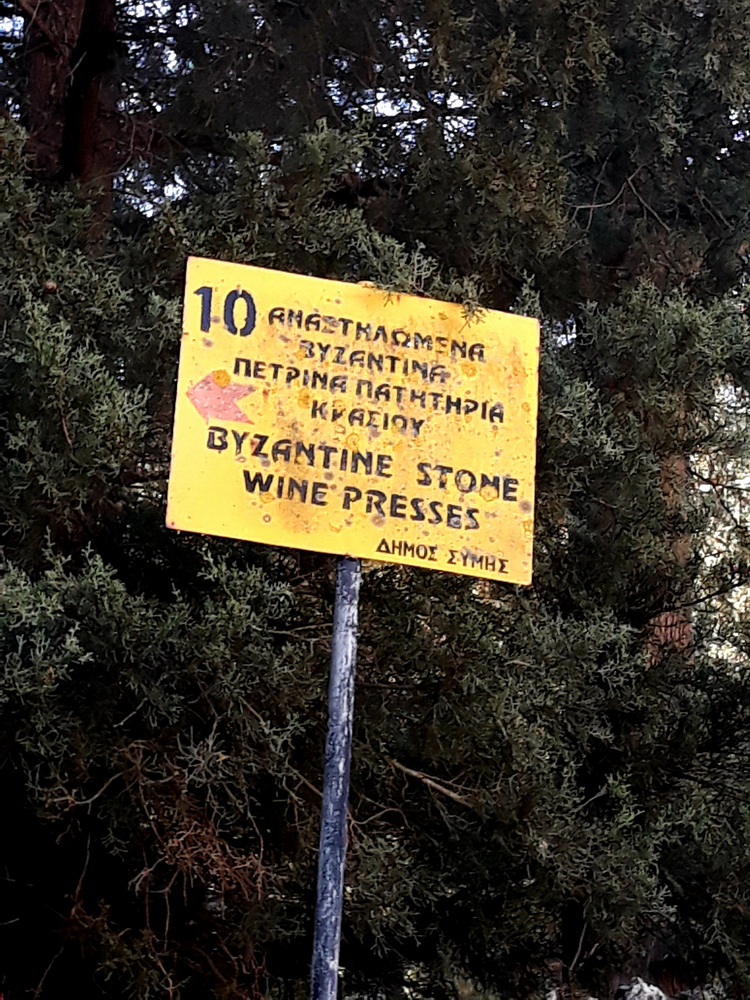 10 ΑΝΑΣΤΗΛΩΜΕΝΑ
ΒΥΖΑΝΤΙΝΑ
ΠΕΤΡΙΝΑ ΠΑΤΗΤΗΡΙΑ
ΚΡΑΣΙΟΥ
BYZANTINE STONE
WINE PRESSES
ΔΗΜΟΣ ΣΥΜΗΣ